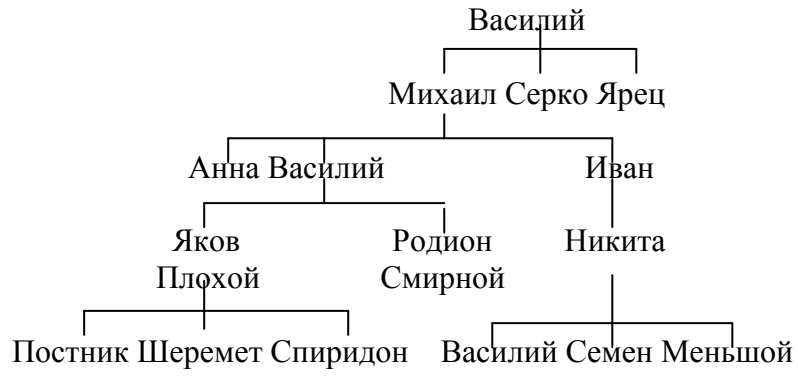 Василий
Михаил Серко Ярец
Анна Василий Иван
Яков Родион Никита
Плохой Смирной
Постник Шеремет Спиридон Василий Семен Меньшой